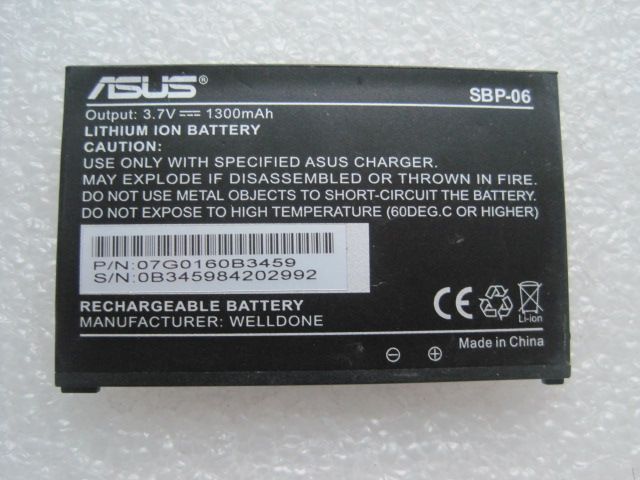 ASUS® SBP-06
Output: 3.7V⎓1300mAh
LITHIUM ION BATTERY
CAUTION:
USE ONLY WITH SPECIFIED ASUS CHARGER.
MAY EXPLODE IF DISASSEMBLED OR THROWN IN FIRE.
DO NOT USE METAL OBJECTS TO SHORT-CIRCUIT THE BATTERY.
DO NOT EXPOSE TO HIGH TEMPERATURE (60DEG.C OR HIGHER)
P/N:07G0160B3459
S/N:0B345984202992
RECHARGEABLE BATTERY
MANUFACTURER: WELLDONE
CE
Li-ion
Made in China
⊖ ⊕